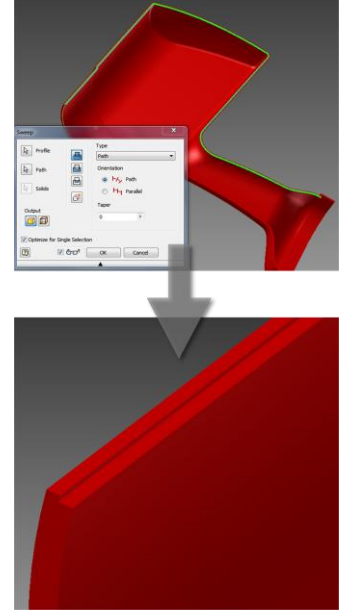 Sweep
Profile
Path
Solids
Output
Type
Path
Orientation
Path
Parallel
Taper
0
Optimize for Single Selection
OK
Cancel